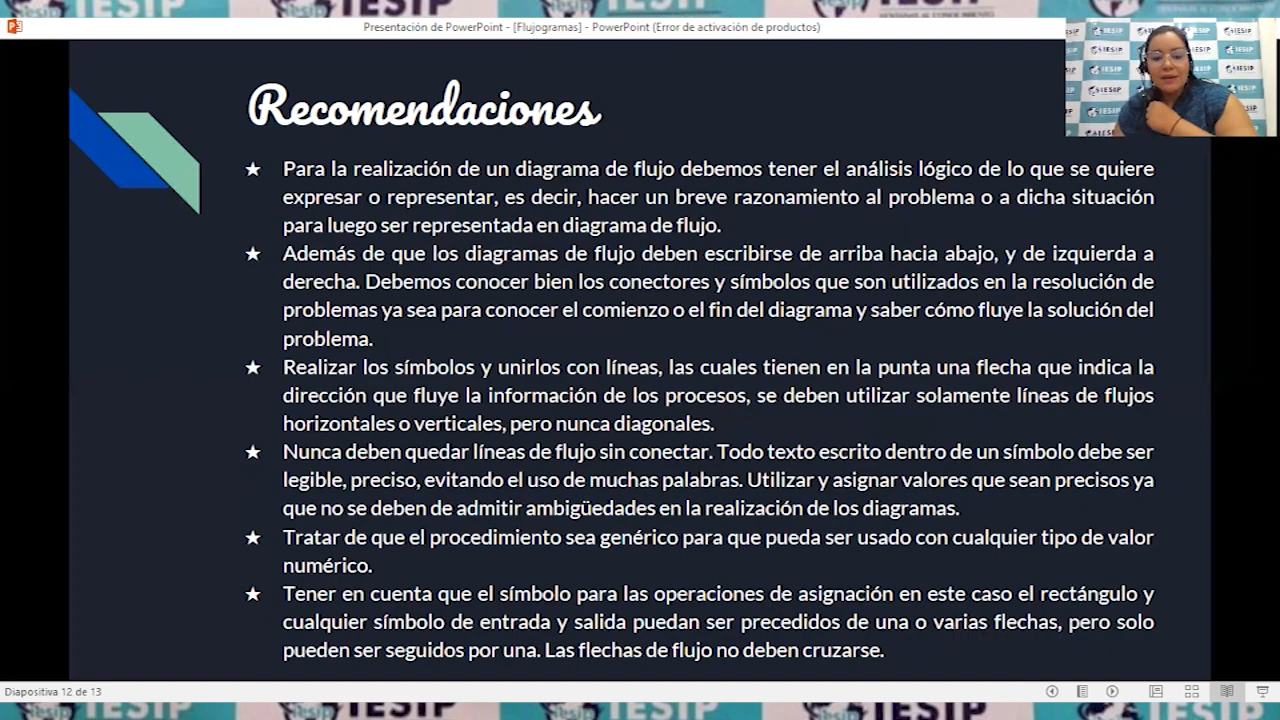 Presentación de PowerPoint - [Flujogramas] - PowerPoint (Error de activación de productos)
Recomendaciones
★ Para la realización de un diagrama de flujo debemos tener el análisis lógico de lo que se quiere
expresar o representar, es decir, hacer un breve razonamiento al problema o a dicha situación
para luego ser representada en diagrama de flujo.
★ Además de que los diagramas de flujo deben escribirse de arriba hacia abajo, y de izquierda a
derecha. Debemos conocer bien los conectores y símbolos que son utilizados en la resolución de
problemas ya sea para conocer el comienzo o el fin del diagrama y saber cómo fluye la solución del
problema.
★ Realizar los símbolos y unirlos con líneas, las cuales tienen en la punta una flecha que indica la
dirección que fluye la información de los procesos, se deben utilizar solamente líneas de flujos
horizontales o verticales, pero nunca diagonales.
★ Nunca deben quedar líneas de flujo sin conectar. Todo texto escrito dentro de un símbolo debe ser
legible, preciso, evitando el uso de muchas palabras. Utilizar y asignar valores que sean precisos ya
que no se deben de admitir ambigüedades en la realización de los diagramas.
★ Tratar de que el procedimiento sea genérico para que pueda ser usado con cualquier tipo de valor
numérico.
★ Tener en cuenta que el símbolo para las operaciones de asignación en este caso el rectángulo y
cualquier símbolo de entrada y salida puedan ser precedidos de una o varias flechas, pero solo
pueden ser seguidos por una. Las flechas de flujo no deben cruzarse.
Diapositiva 12 de 13
IESIP